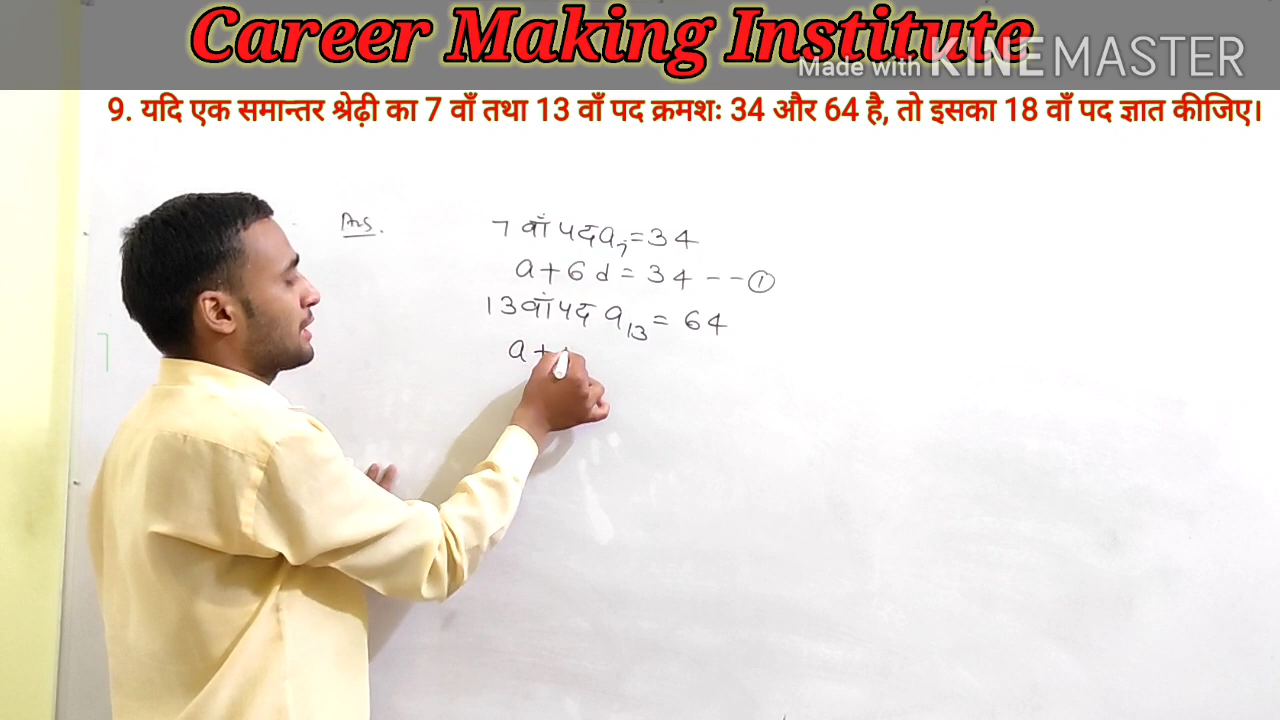 Career Making Institute
Made with KINEMASTER
9. यदि एक समान्तर श्रेढ़ी का 7 वाँ तथा 13 वाँ पद क्रमशः 34 और 64 है, तो इसका 18 वाँ पद ज्ञात कीजिए।
Ans.
7 वाँ पद a7 = 34
a + 6 d = 34 -- ①
13 वाँ पद a13 = 64
a +